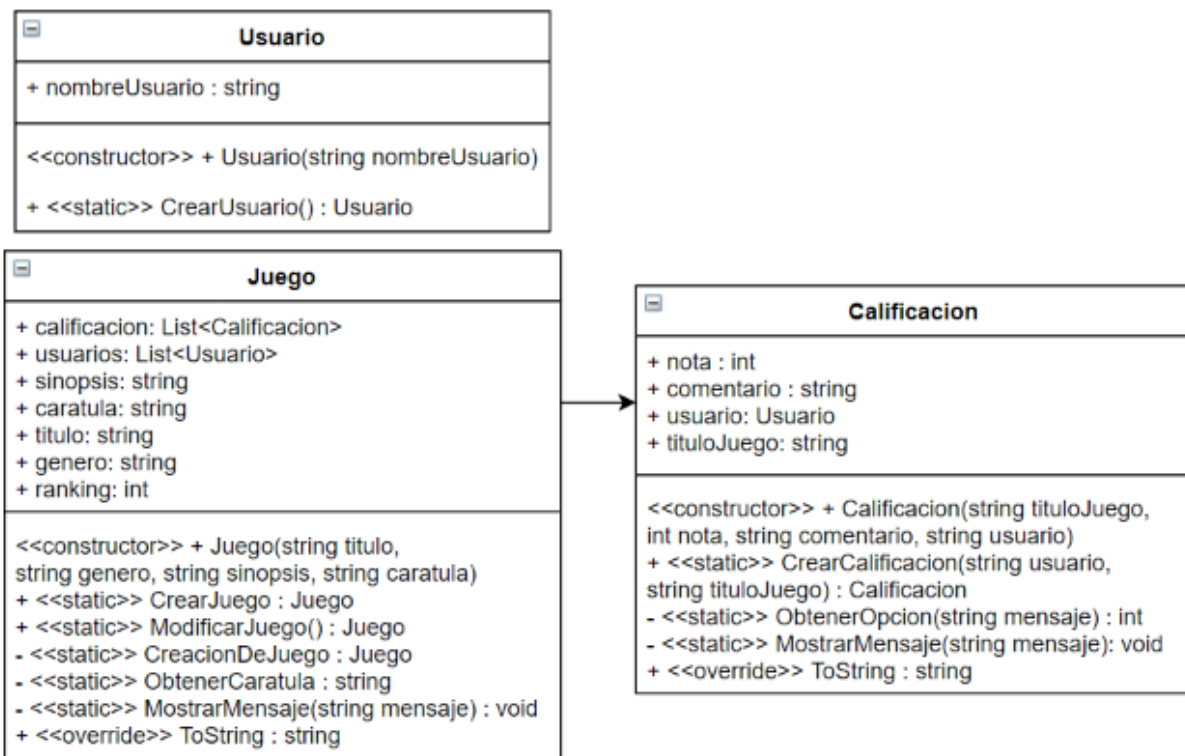 Usuario
+ nombreUsuario : string
<<constructor>> + Usuario(string nombreUsuario)
+ <<static>> CrearUsuario() : Usuario
Juego
+ calificacion: List<Calificacion>
+ usuarios: List<Usuario>
+ sinopsis: string
+ caratula: string
+ titulo: string
+ genero: string
+ ranking: int
<<constructor>> + Juego(string titulo,
string genero, string sinopsis, string caratula)
+ <<static>> CrearJuego : Juego
+ <<static>> ModificarJuego() : Juego
- <<static>> CreacionDeJuego : Juego
- <<static>> ObtenerCaratula : string
- <<static>> MostrarMensaje(string mensaje) : void
+ <<override>> ToString : string
Calificacion
+ nota : int
+ comentario : string
+ usuario: Usuario
+ tituloJuego: string
<<constructor>> + Calificacion(string tituloJuego,
int nota, string comentario, string usuario)
+ <<static>> CrearCalificacion(string usuario,
string tituloJuego) : Calificacion
- <<static>> ObtenerOpcion(string mensaje) : int
- <<static>> MostrarMensaje(string mensaje): void
+ <<override>> ToString : string